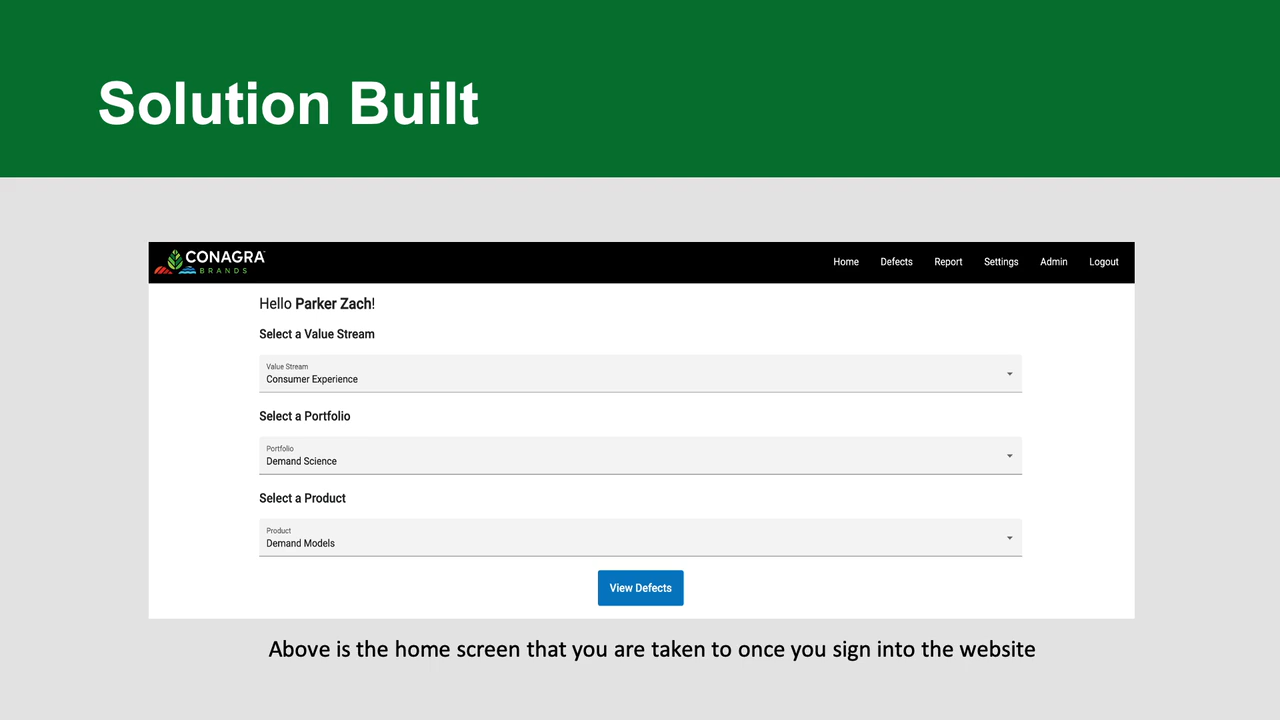 Solution Built
CONAGRA
BRANDS
Home Defects Report Settings Admin Logout
Hello Parker Zach!
Select a Value Stream
Value Stream
Consumer Experience
Select a Portfolio
Portfolio
Demand Science
Select a Product
Product
Demand Models
View Defects
Above is the home screen that you are taken to once you sign into the website